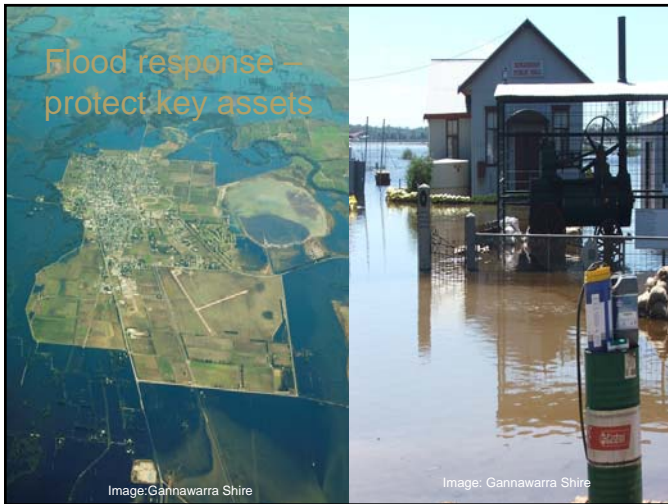 Flood response –
protect key assets
Image:Gannawarra Shire
Image: Gannawarra Shire
Castrol